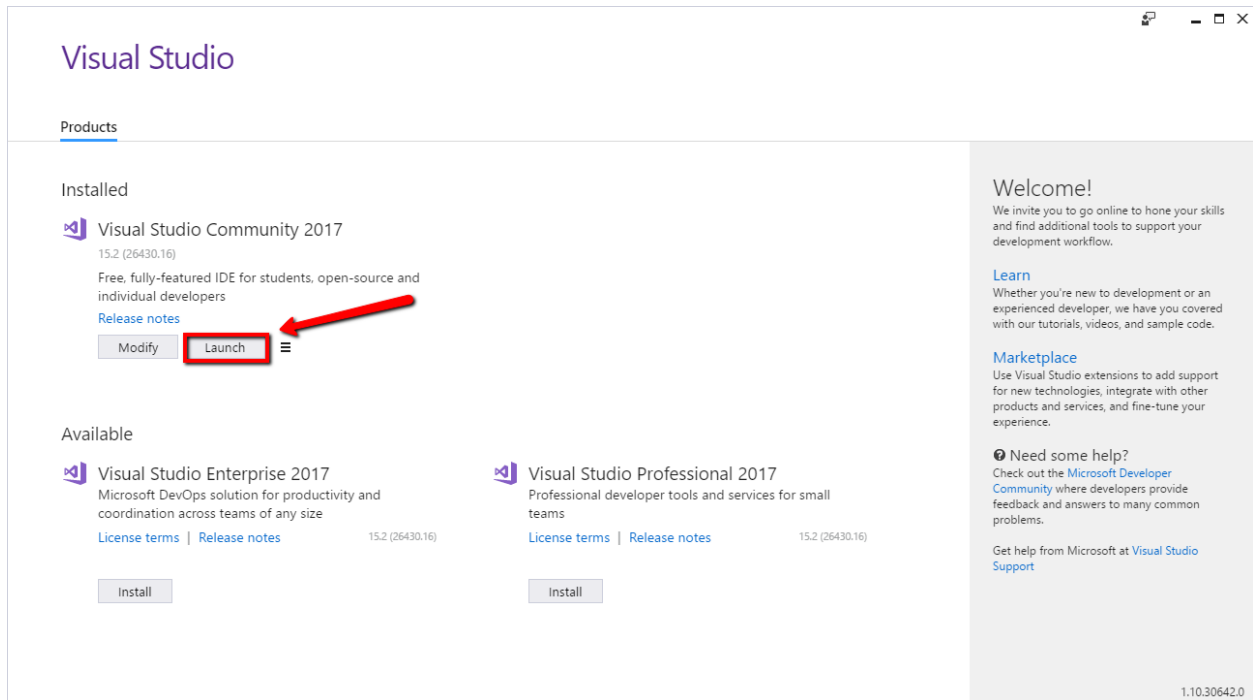 Visual Studio
Products
Installed
Visual Studio Community 2017
15.2 (26430.16)
Free, fully-featured IDE for students, open-source and
individual developers
Release notes
Modify
Launch
Available
Visual Studio Enterprise 2017
Microsoft DevOps solution for productivity and
coordination across teams of any size
License terms | Release notes
15.2 (26430.16)
Install
Visual Studio Professional 2017
Professional developer tools and services for small
teams
License terms | Release notes
15.2 (26430.16)
Install
Welcome!
We invite you to go online to hone your skills
and find additional tools to support your
development workflow.
Learn
Whether you're new to development or an
experienced developer, we have you covered
with our tutorials, videos, and sample code.
Marketplace
Use Visual Studio extensions to add support
for new technologies, integrate with other
products and services, and fine-tune your
experience.
Need some help?
Check out the Microsoft Developer
Community where developers provide
feedback and answers to many common
problems.
Get help from Microsoft at Visual Studio
Support
1.10.30642.0